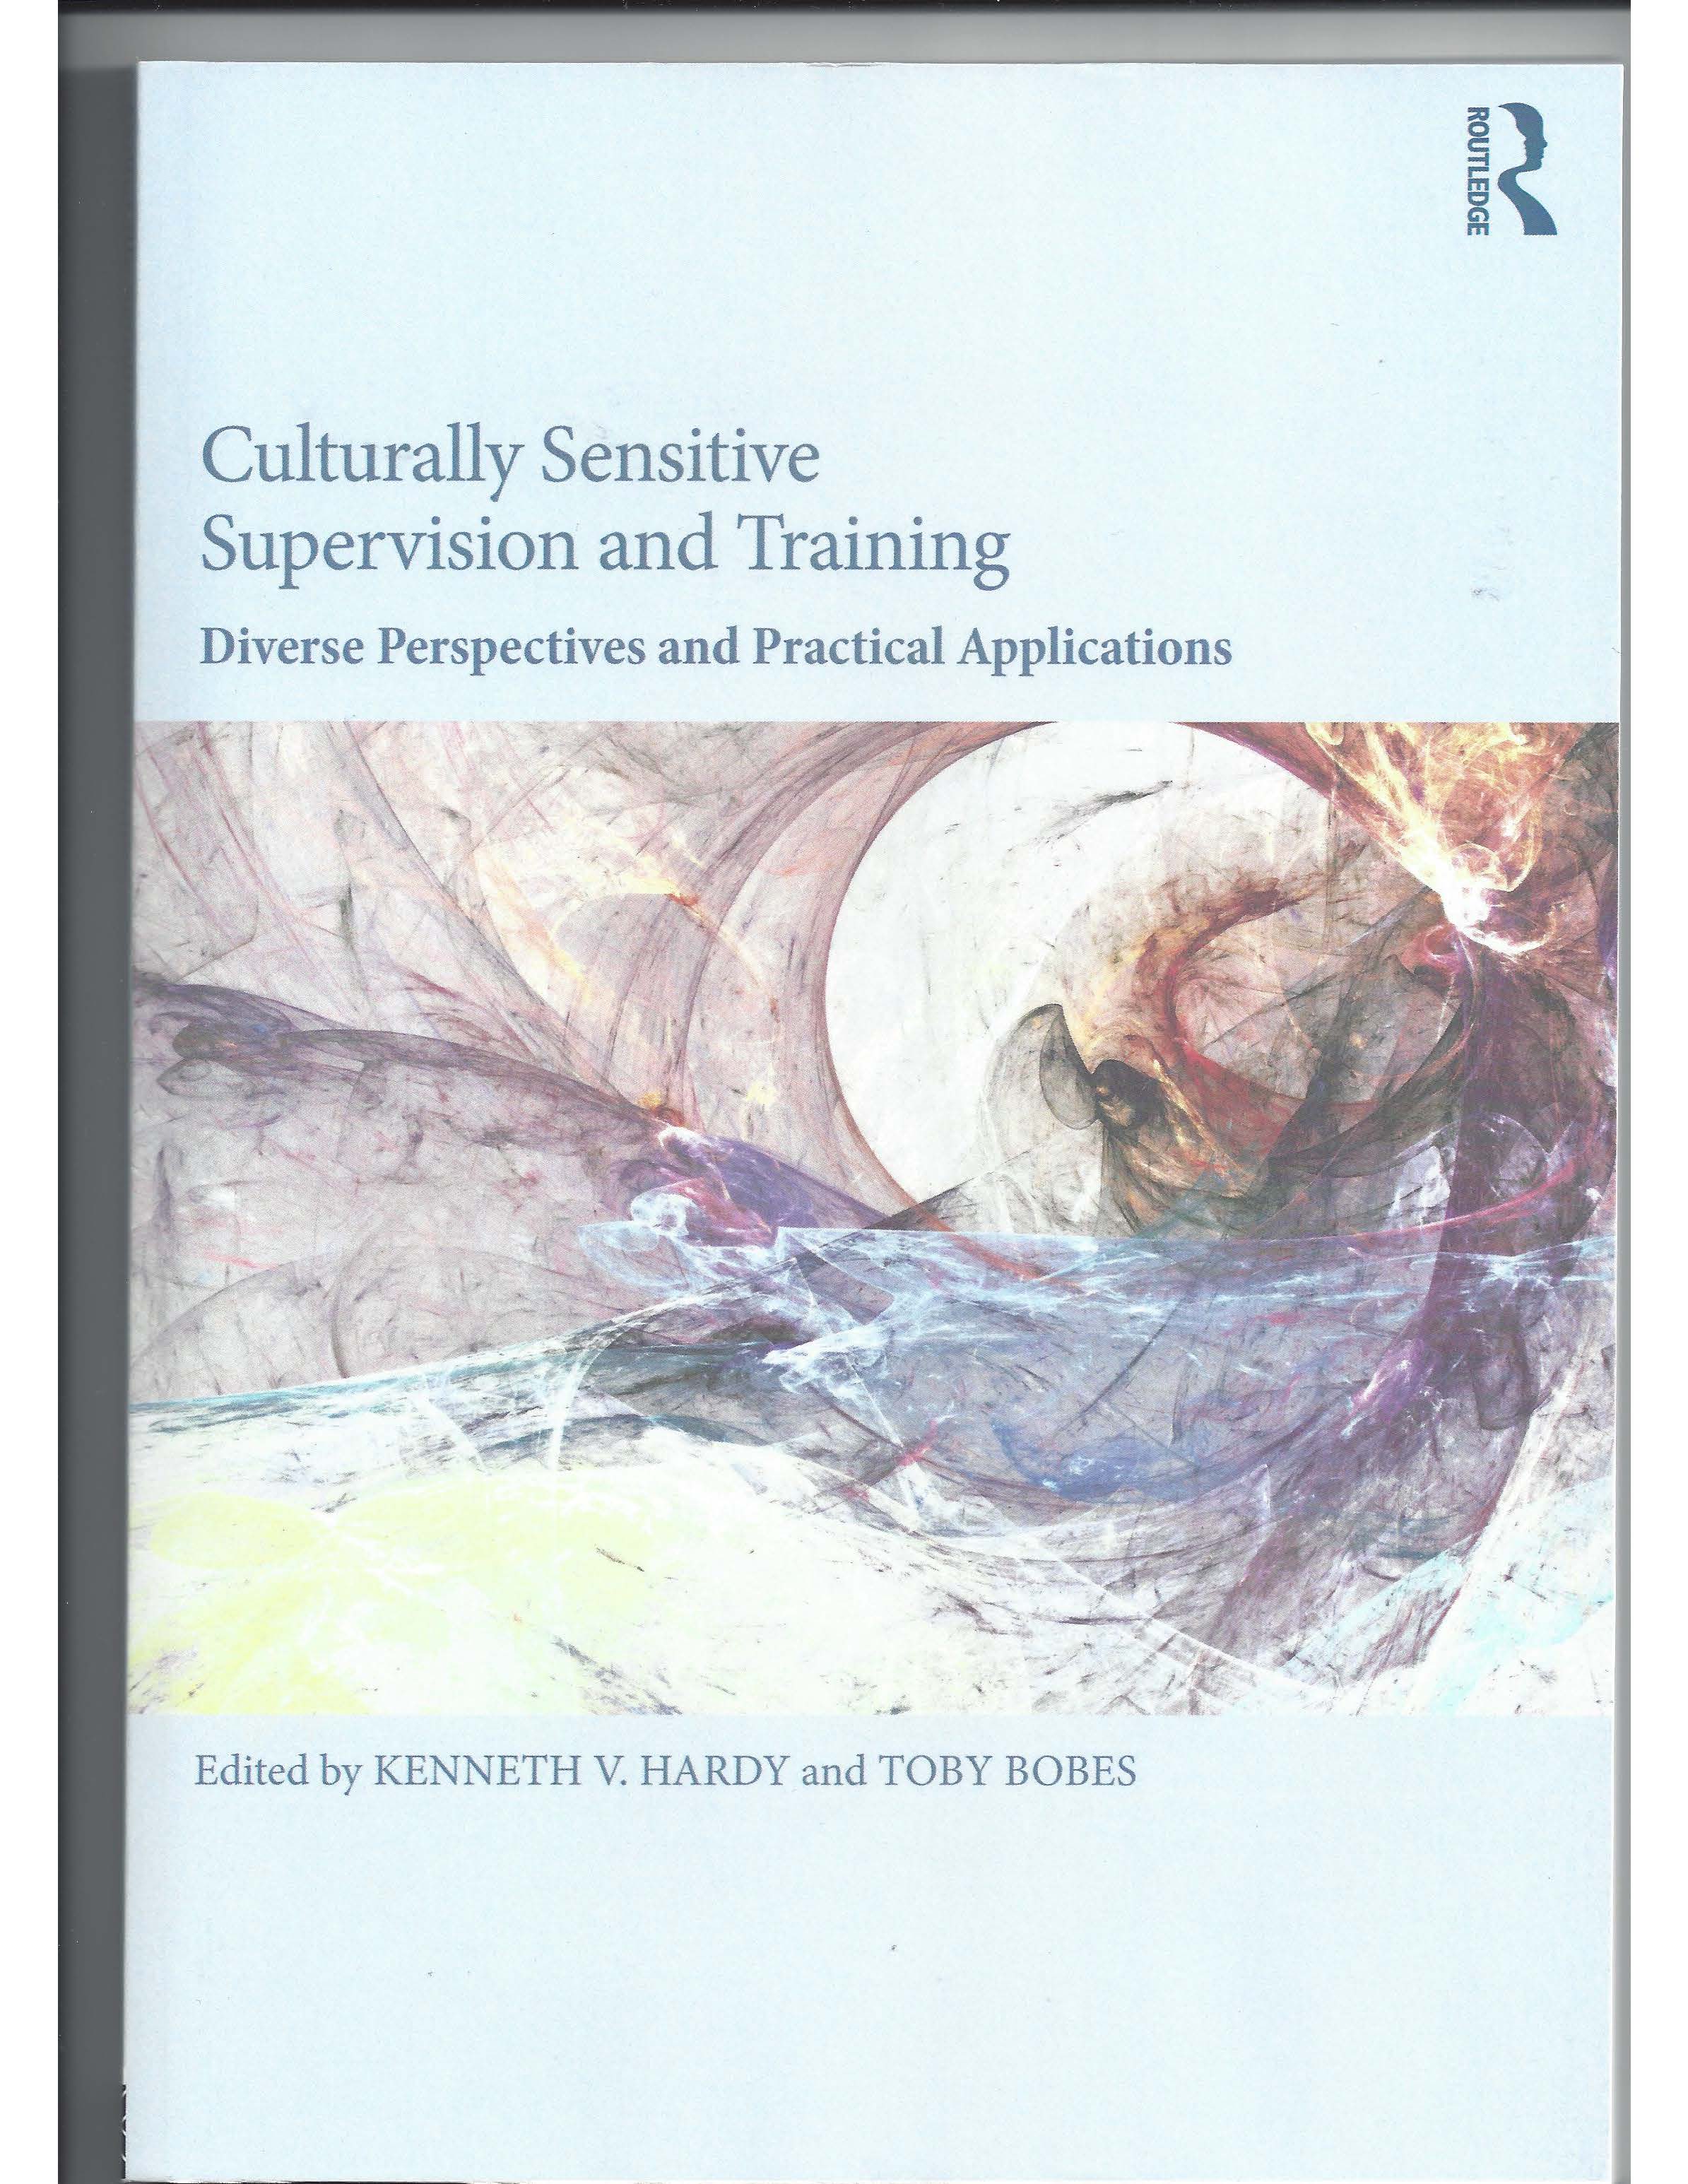 ROUTLEDGE
Culturally Sensitive
Supervision and Training
Diverse Perspectives and Practical Applications
Edited by KENNETH V. HARDY and TOBY BOBES